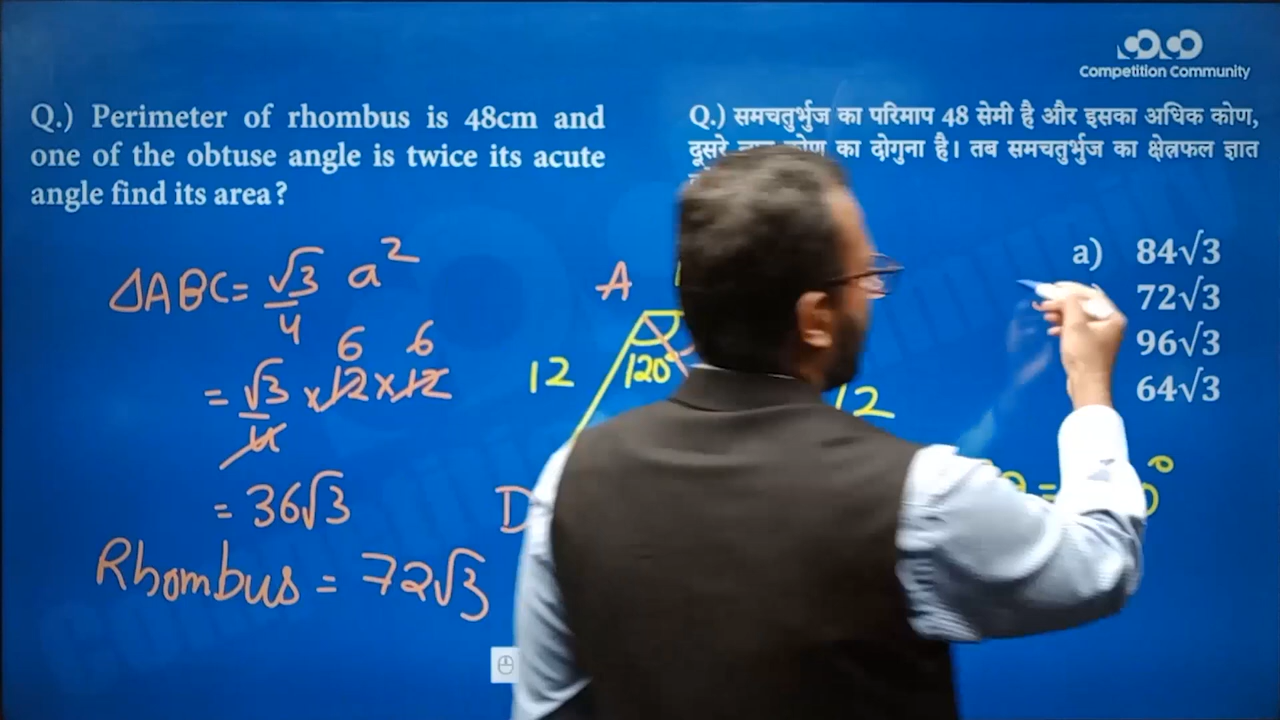 Competition Community
Q.) Perimeter of rhombus is 48cm and
one of the obtuse angle is twice its acute
angle find its area?
Q.) समचतुर्भुज का परिमाप 48 सेमी है और इसका अधिक कोण,
दूसरे कोण का दोगुना है। तब समचतुर्भुज का क्षेत्रफल ज्ञात
a) 84√3
72√3
96√3
64√3
ΔABC = √3/4 a²
= √3/4 × 12 × 12
6 6
= 36√3
Rhombus = 72√3
A
12
120°
12
D